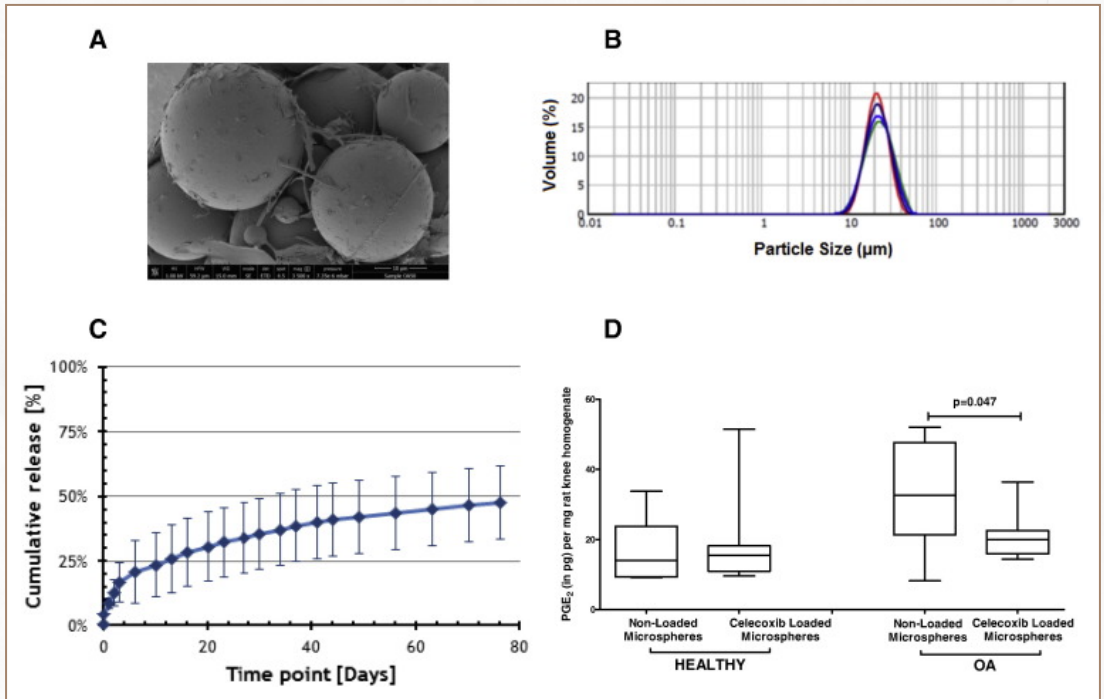 A
B
Volume (%)
20
15
10
5
0
0.01 0.1 1 10 100 1000 3000
Particle Size (µm)
C
Cumulative release [%]
100%
75%
50%
25%
0%
0 20 40 60 80
Time point [Days]
D
PGE₂ (in pg) per mg rat knee homogenate
60
40
20
0
p=0.047
Non-Loaded Microspheres
Celecoxib Loaded Microspheres
HEALTHY
Non-Loaded Microspheres
Celecoxib Loaded Microspheres
OA